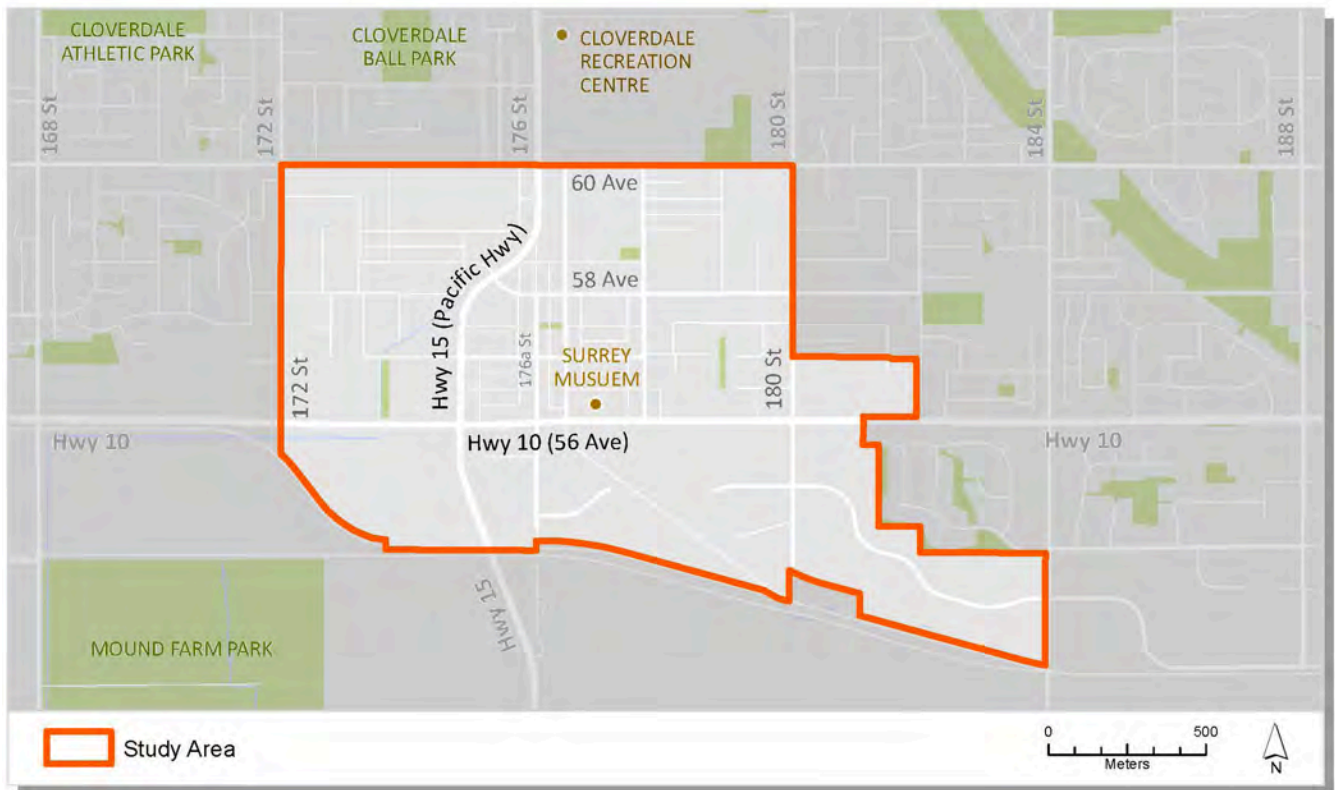 CLOVERDALE
ATHLETIC PARK
CLOVERDALE
BALL PARK
CLOVERDALE
RECREATION
CENTRE
168 St
172 St
176 St
180 St
184 St
188 St
60 Ave
Hwy 15 (Pacific Hwy)
58 Ave
176a St
SURREY
MUSUEM
172 St
180 St
Hwy 10
Hwy 10 (56 Ave)
Hwy 10
Hwy 15
MOUND FARM PARK
Study Area
0
500
Meters
N